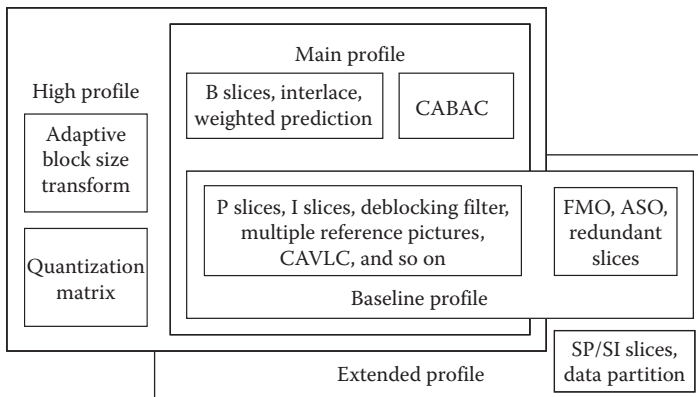 Main profile
High profile
B slices, interlace,
weighted prediction
CABAC
Adaptive
block size
transform
P slices, I slices, deblocking filter,
multiple reference pictures,
CAVLC, and so on
FMO, ASO,
redundant
slices
Quantization
matrix
Baseline profile
SP/SI slices,
data partition
Extended profile